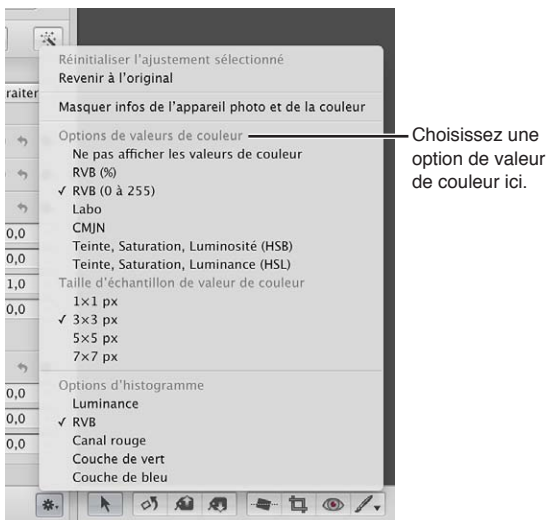 Réinitialiser l'ajustement sélectionné
Revenir à l'original
raiter
Masquer infos de l'appareil photo et de la couleur
Options de valeurs de couleur
Choisissez une
option de valeur
de couleur ici.
Ne pas afficher les valeurs de couleur
RVB (%)
✓ RVB (0 à 255)
Labo
CMJN
0,0
Teinte, Saturation, Luminosité (HSB)
0,0
Teinte, Saturation, Luminance (HSL)
Taille d'échantillon de valeur de couleur
1,0
1×1 px
0,0
✓ 3×3 px
5×5 px
7×7 px
Options d'histogramme
0,0
Luminance
0,0
✓ RVB
Canal rouge
0,0
Couche de vert
Couche de bleu